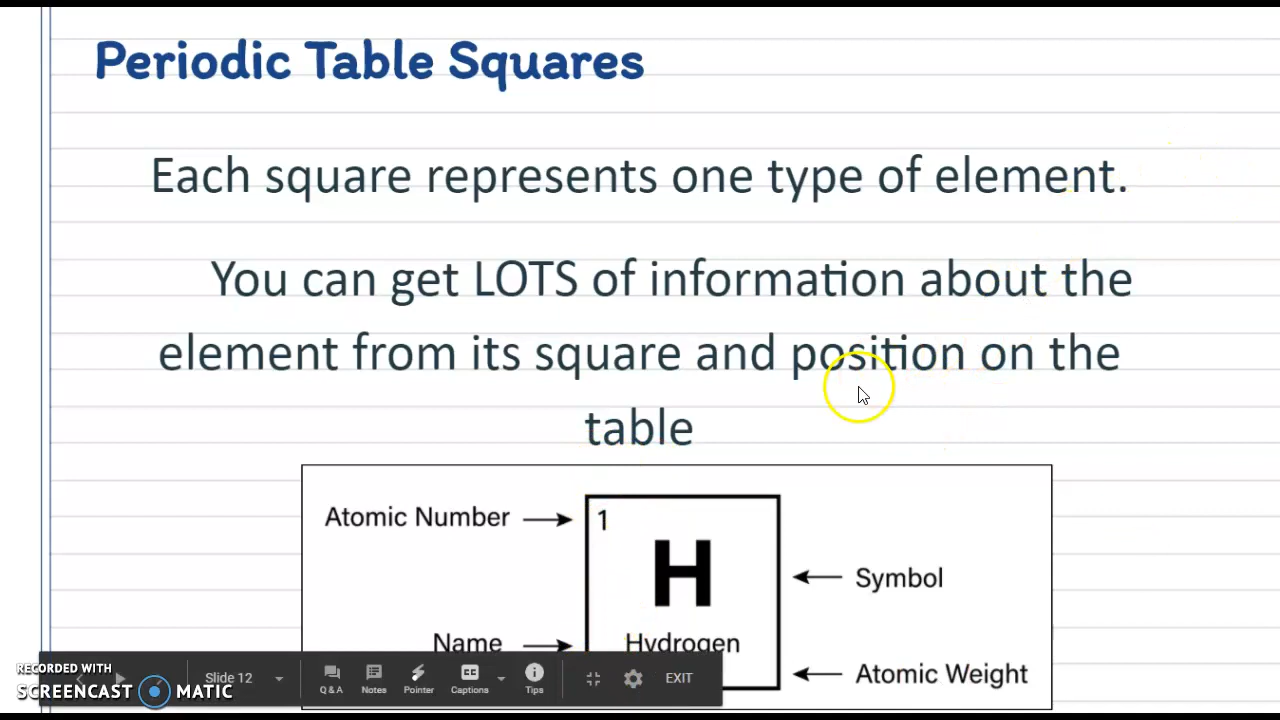 Periodic Table Squares
Each square represents one type of element.
You can get LOTS of information about the
element from its square and position on the
table
Atomic Number
1
H
Symbol
Name
Hydrogen
Atomic Weight
RECORDED WITH
SCREENCAST MATIC
Slide 12
Q & A
Notes
Pointer
CC
Captions
Tips
EXIT